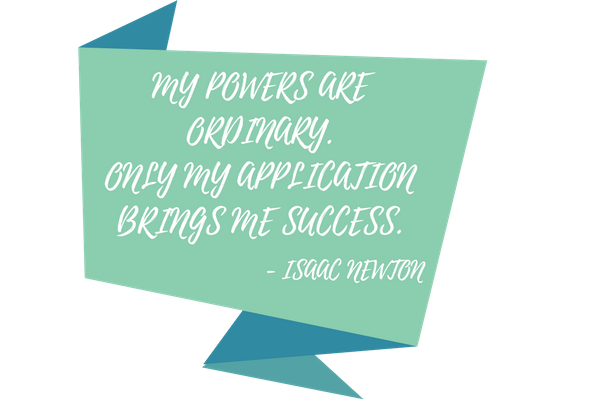 MY POWERS ARE
ORDINARY.
ONLY MY APPLICATION
BRINGS ME SUCCESS.
- ISAAC NEWTON